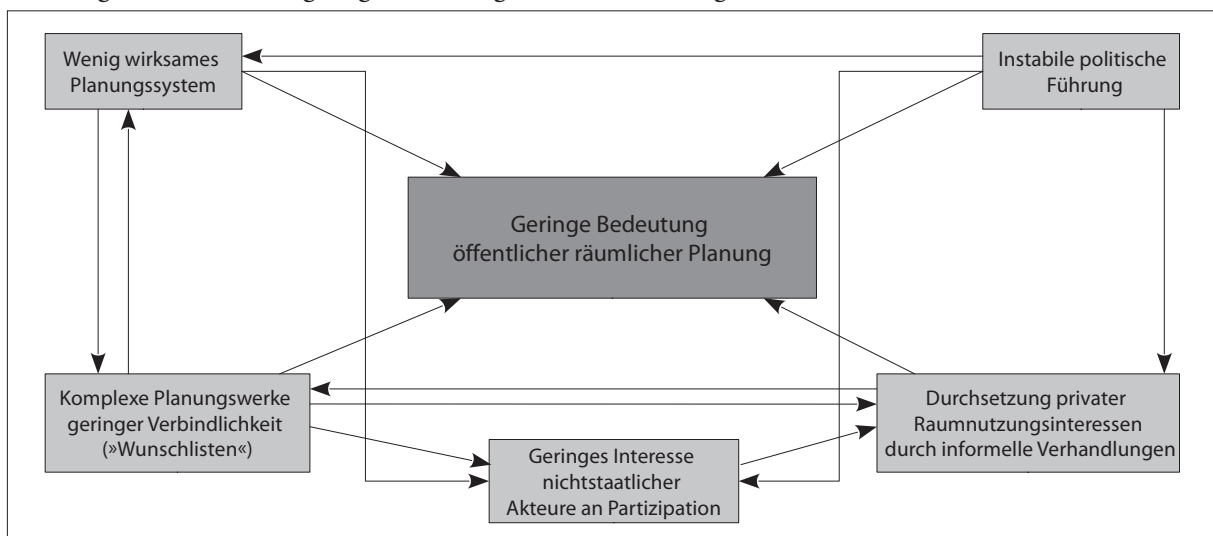 Wenig wirksames
Planungssystem
Instabile politische
Führung
Geringe Bedeutung
öffentlicher räumlicher Planung
Komplexe Planungswerke
geringer Verbindlichkeit
(»Wunschlisten«)
Durchsetzung privater
Raumnutzungsinteressen
durch informelle Verhandlungen
Geringes Interesse
nichtstaatlicher
Akteure an Partizipation